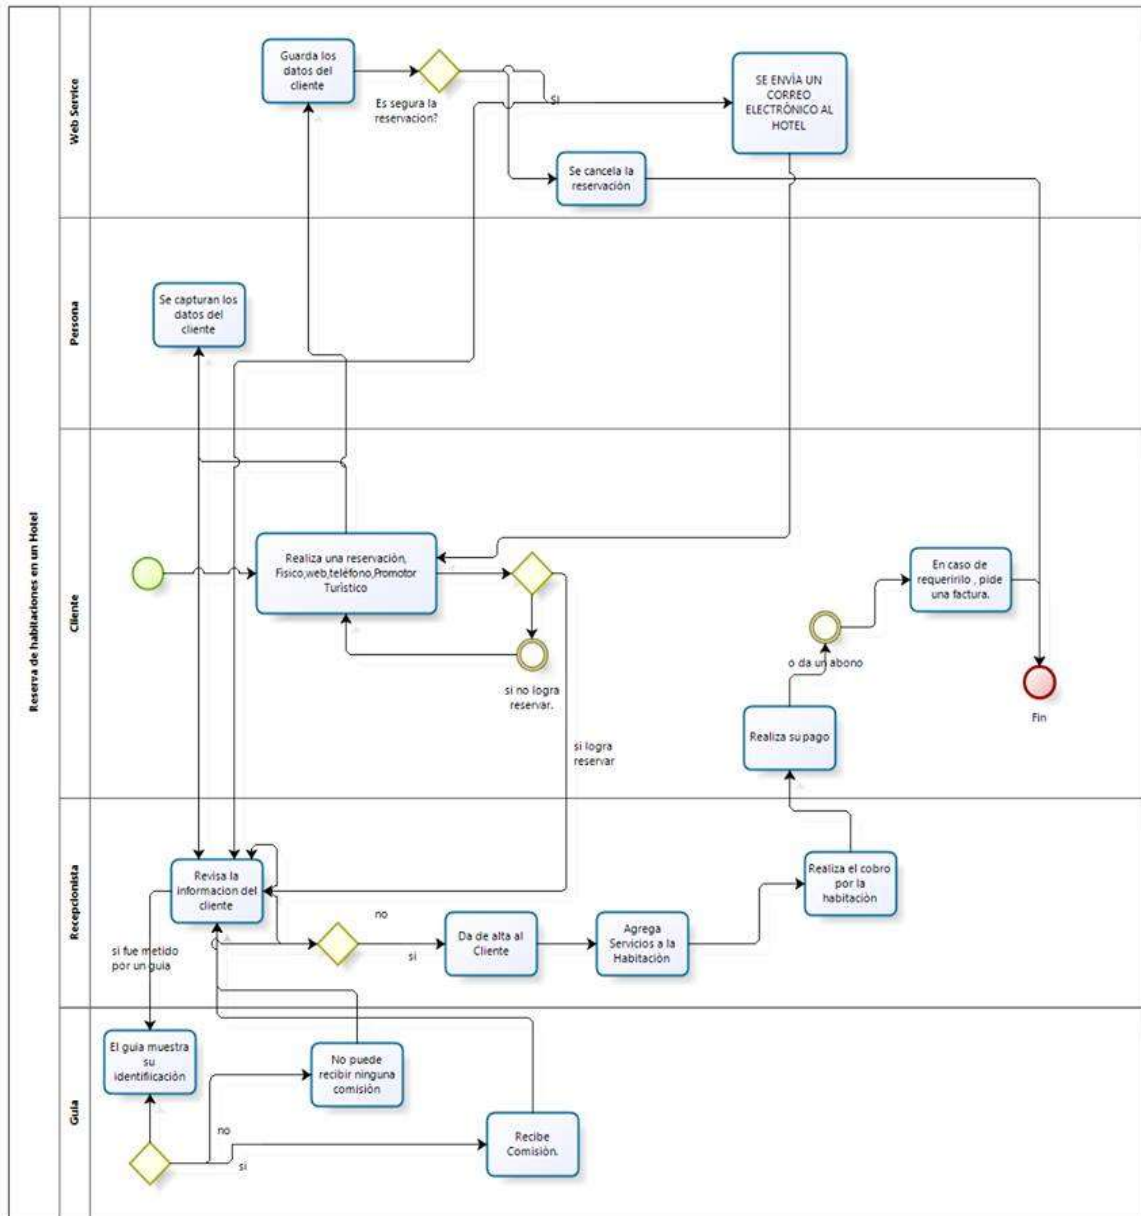 Reserva de habitaciones en un Hotel
Web Service
Guarda los
datos del
cliente
Es segura la
reservacion?
SI
SE ENVÌA UN
CORREO
ELECTRÓNICO AL
HOTEL
Se cancela la
reservación
Persona
Se capturan los
datos del
cliente
Cliente
Realiza una reservación,
Fisico,web,teléfono,Promotor
Turìstico
si no logra
reservar.
si logra
reservar
En caso de
requeririlo , pide
una factura.
o da un abono
Realiza su pago
Fin
Recepcionista
Revisa la
informacion del
cliente
si fue metido
por un guia
no
si
Da de alta al
Cliente
Agrega
Servicios a la
Habitación
Realiza el cobro
por la
habitación
Guia
El guia muestra
su
identifiicación
No puede
recibir ninguna
comisión
no
si
Recibe
Comisión.